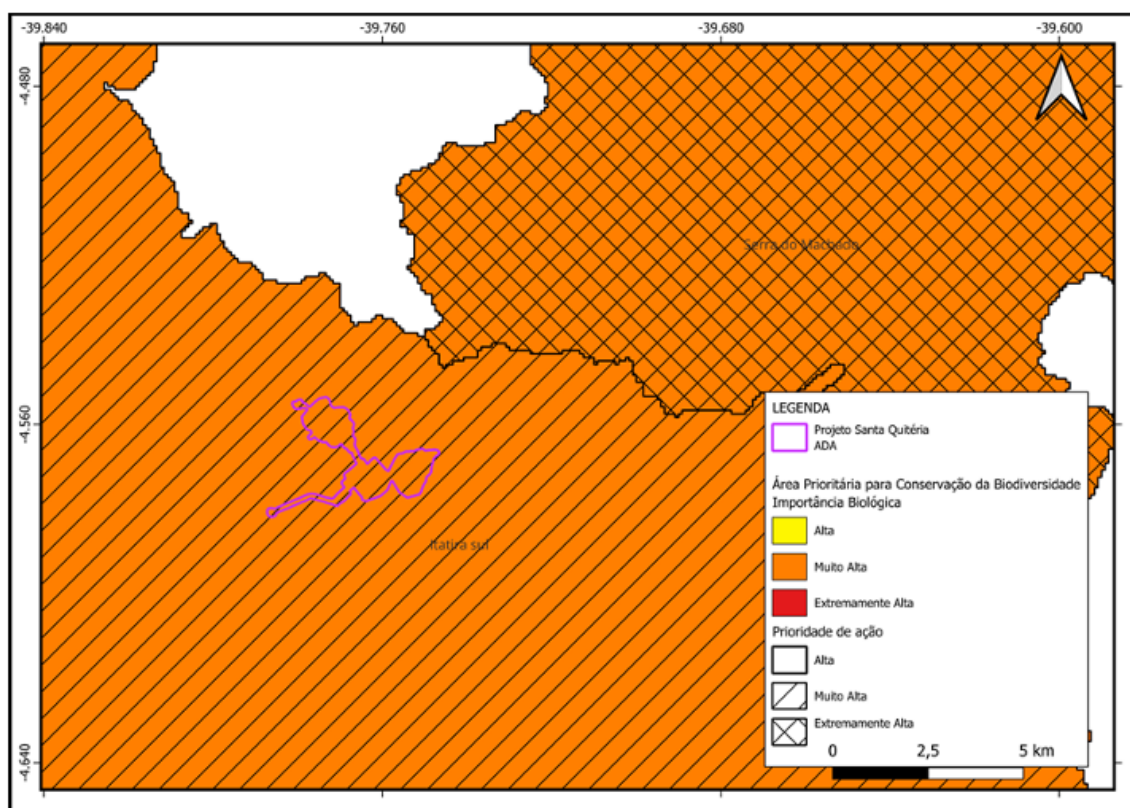 -39.840
-39.760
-39.680
-39.600
-4.480
-4.560
-4.640
Serra do Machado
Itatira sul
LEGENDA
Projeto Santa Quitéria
ADA
Área Prioritária para Conservação da Biodiversidade
Importância Biológica
Alta
Muito Alta
Extremamente Alta
Prioridade de ação
Alta
Muito Alta
Extremamente Alta
0 2,5 5 km